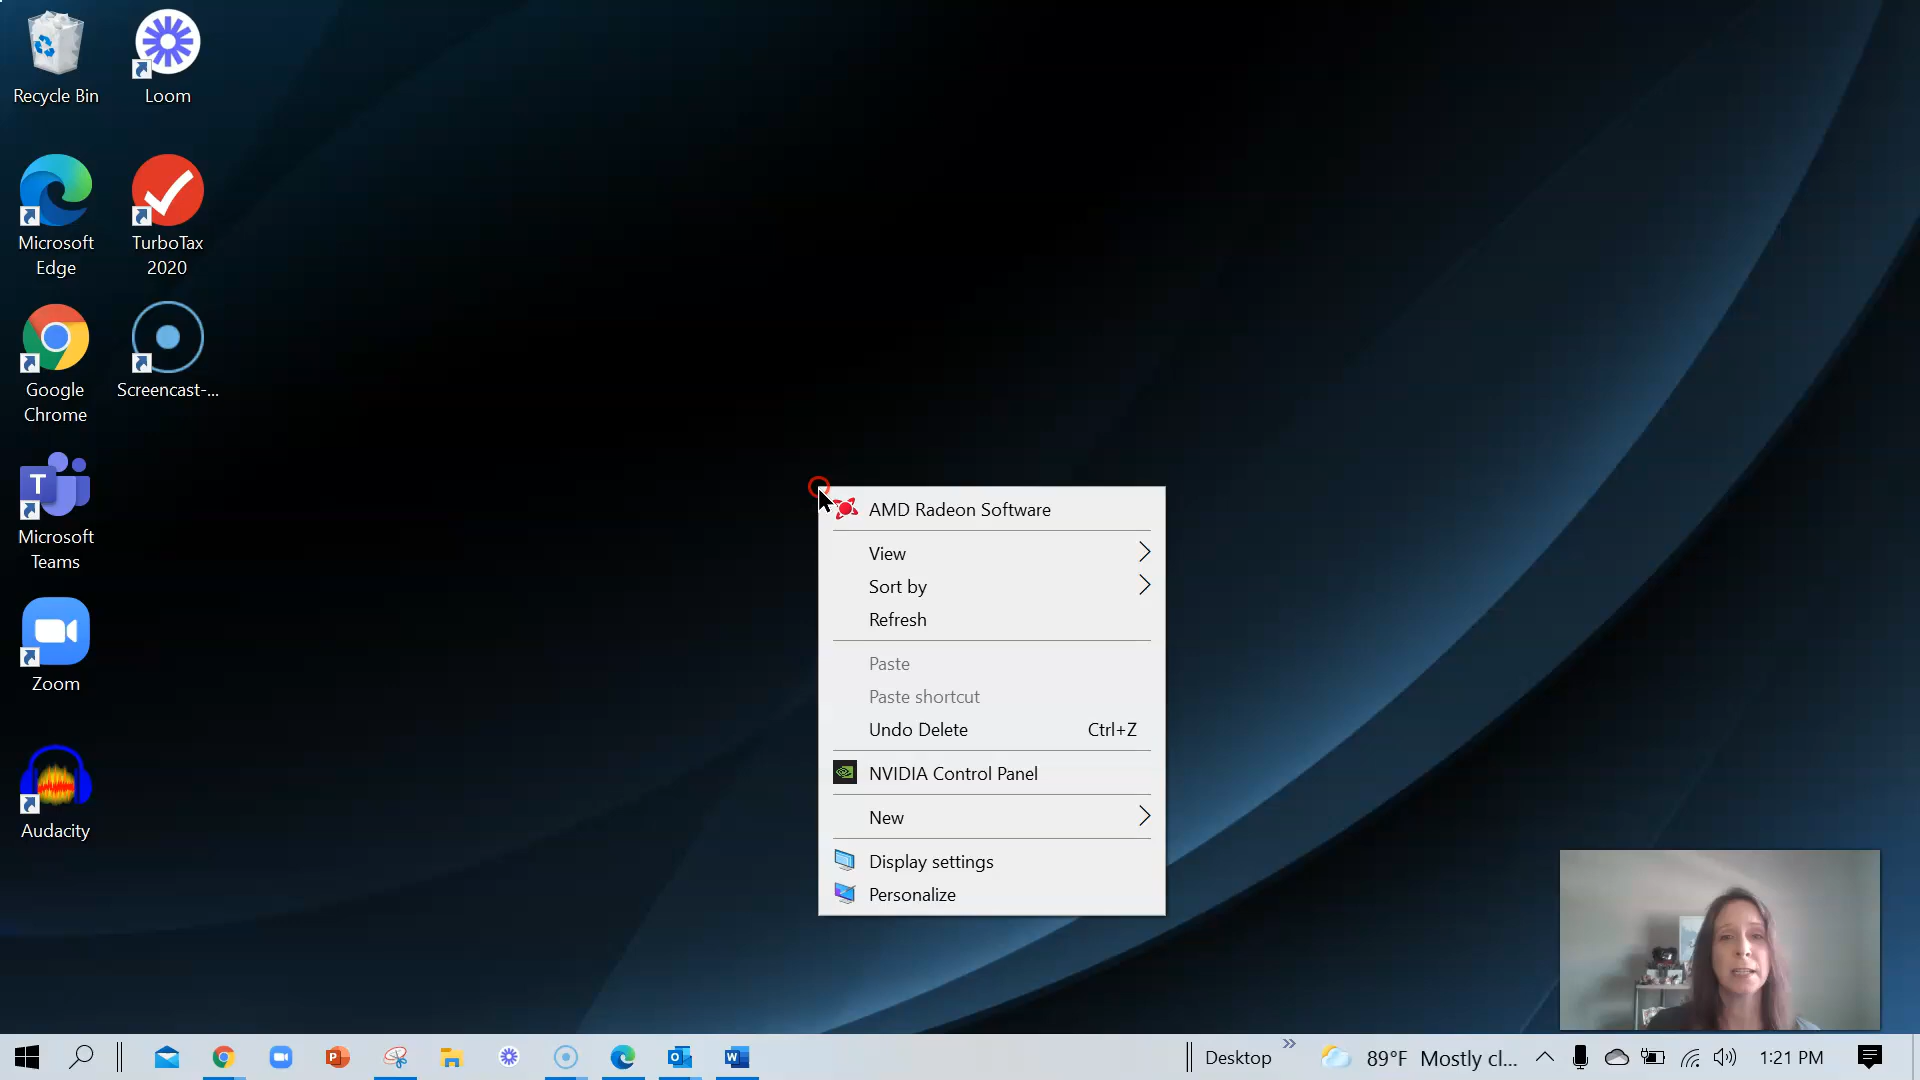 Recycle Bin
Loom
Microsoft
Edge
TurboTax
2020
Google
Chrome
Screencast-...
Microsoft
Teams
Zoom
Audacity
AMD Radeon Software
View
Sort by
Refresh
Paste
Paste shortcut
Undo Delete Ctrl+Z
NVIDIA Control Panel
New
Display settings
Personalize
Desktop
89°F Mostly cl...
1:21 PM